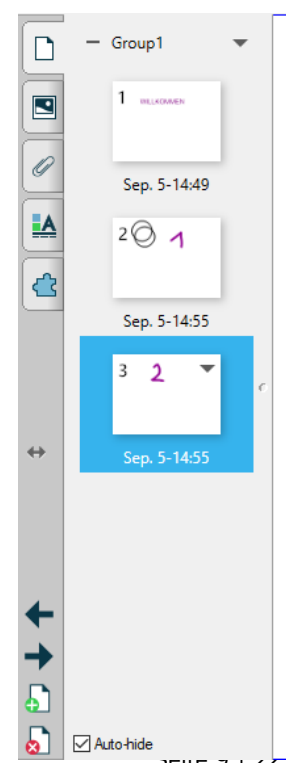 Group1
1 WILLKOMMEN
Sep. 5-14:49
2 1
Sep. 5-14:55
3 2
Sep. 5-14:55
Auto-hide